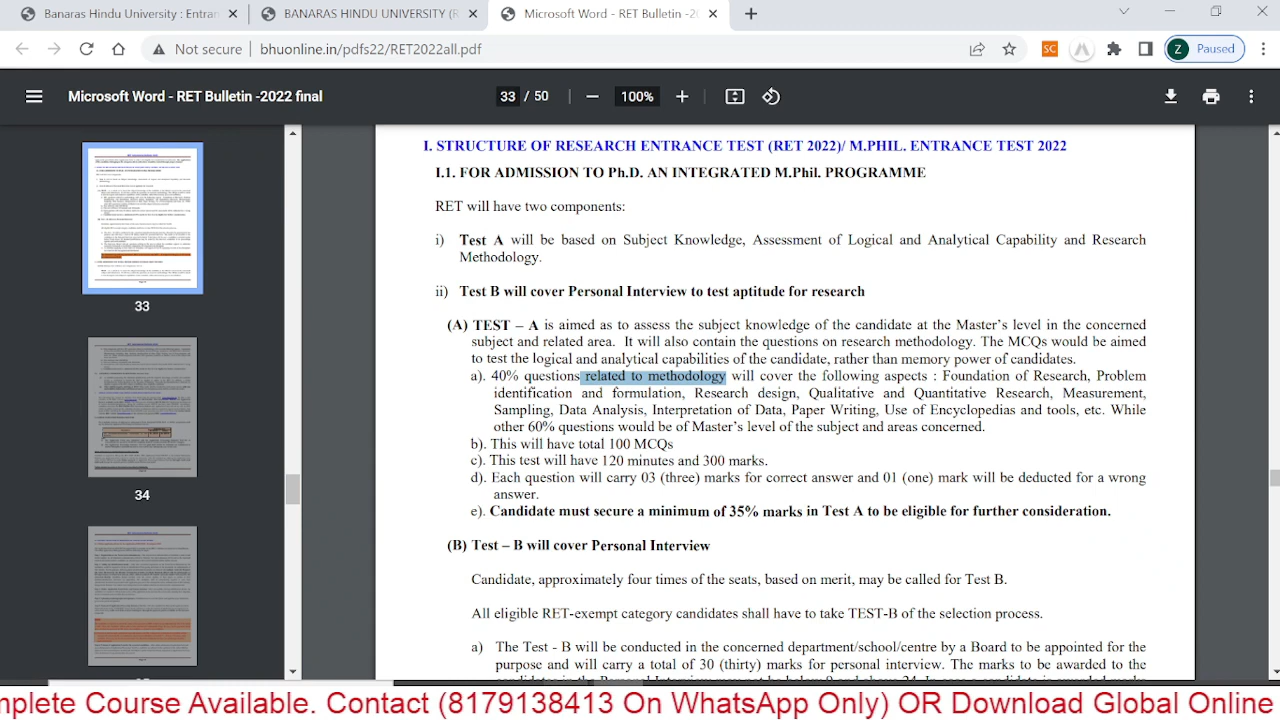 Banaras Hindu University : Entran
BANARAS HINDU UNIVERSITY (R
Microsoft Word - RET Bulletin -20
Not secure
bhuonline.in/pdfs22/RET2022all.pdf
SC
Z Paused
Microsoft Word - RET Bulletin -2022 final
33 / 50
100%
33
34
I. STRUCTURE OF RESEARCH ENTRANCE TEST (RET 2022)/ M.PHIL. ENTRANCE TEST 2022
I.1. FOR ADMISSION TO Ph.D. AN INTEGRATED M.PHIL. PROGRAMME
RET will have two components:
i) Test A will be based on Subject Knowledge, Assessment of Logical and Analytical Capability and Research
Methodology.
ii) Test B will cover Personal Interview to test aptitude for research
(A) TEST – A is aimed as to assess the subject knowledge of the candidate at the Master's level in the concerned
subject and area. It will also contain the question of research methodology. The MCQs would be aimed
to test the logical and analytical capabilities of the candidate rather than memory power of candidates.
40% questions related to methodology will cover the following aspects : Foundation of Research, Problem
identification and formulation, Research design, Qualitative and Quantitative Research, Measurement,
Sampling, Data Analysis, Interpretation of Data, Paper Writing, Use of Encyclopedias and tools, etc. While
other 60% questions would be of Master's level of I the broad areas concerned.
b). This will have total 100 MCQs.
c). This test will be for 120 minutes and 300 marks.
d). Each question will carry 03 (three) marks for correct answer and 01 (one) mark will be deducted for a wrong
answer.
e). Candidate must secure a minimum of 35% marks in Test A to be eligible for further consideration.
(B) Test – B will cover Personal Interview
Candidate, approximately four times of the seats, based on merit, may be called for Test B.
Eligible RET-exempted category candidates shall have only TEST-B of the selection process.
The Test-B will be conducted in the concerned department/school/centre by a Board to be appointed for the
purpose and will carry a total of 30 (thirty) marks for personal interview. The marks to be awarded to the
mplete Course Available. Contact (8179138413 On WhatsApp Only) OR Download Global Online